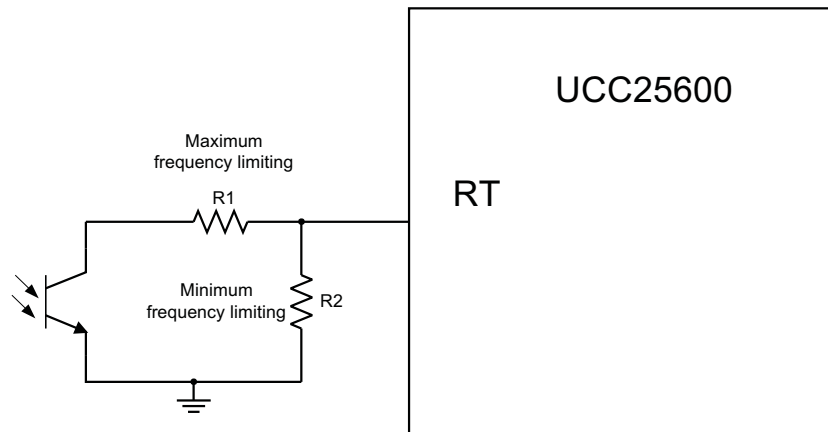 UCC25600
Maximum
frequency limiting
R1
RT
Minimum
frequency limiting
R2